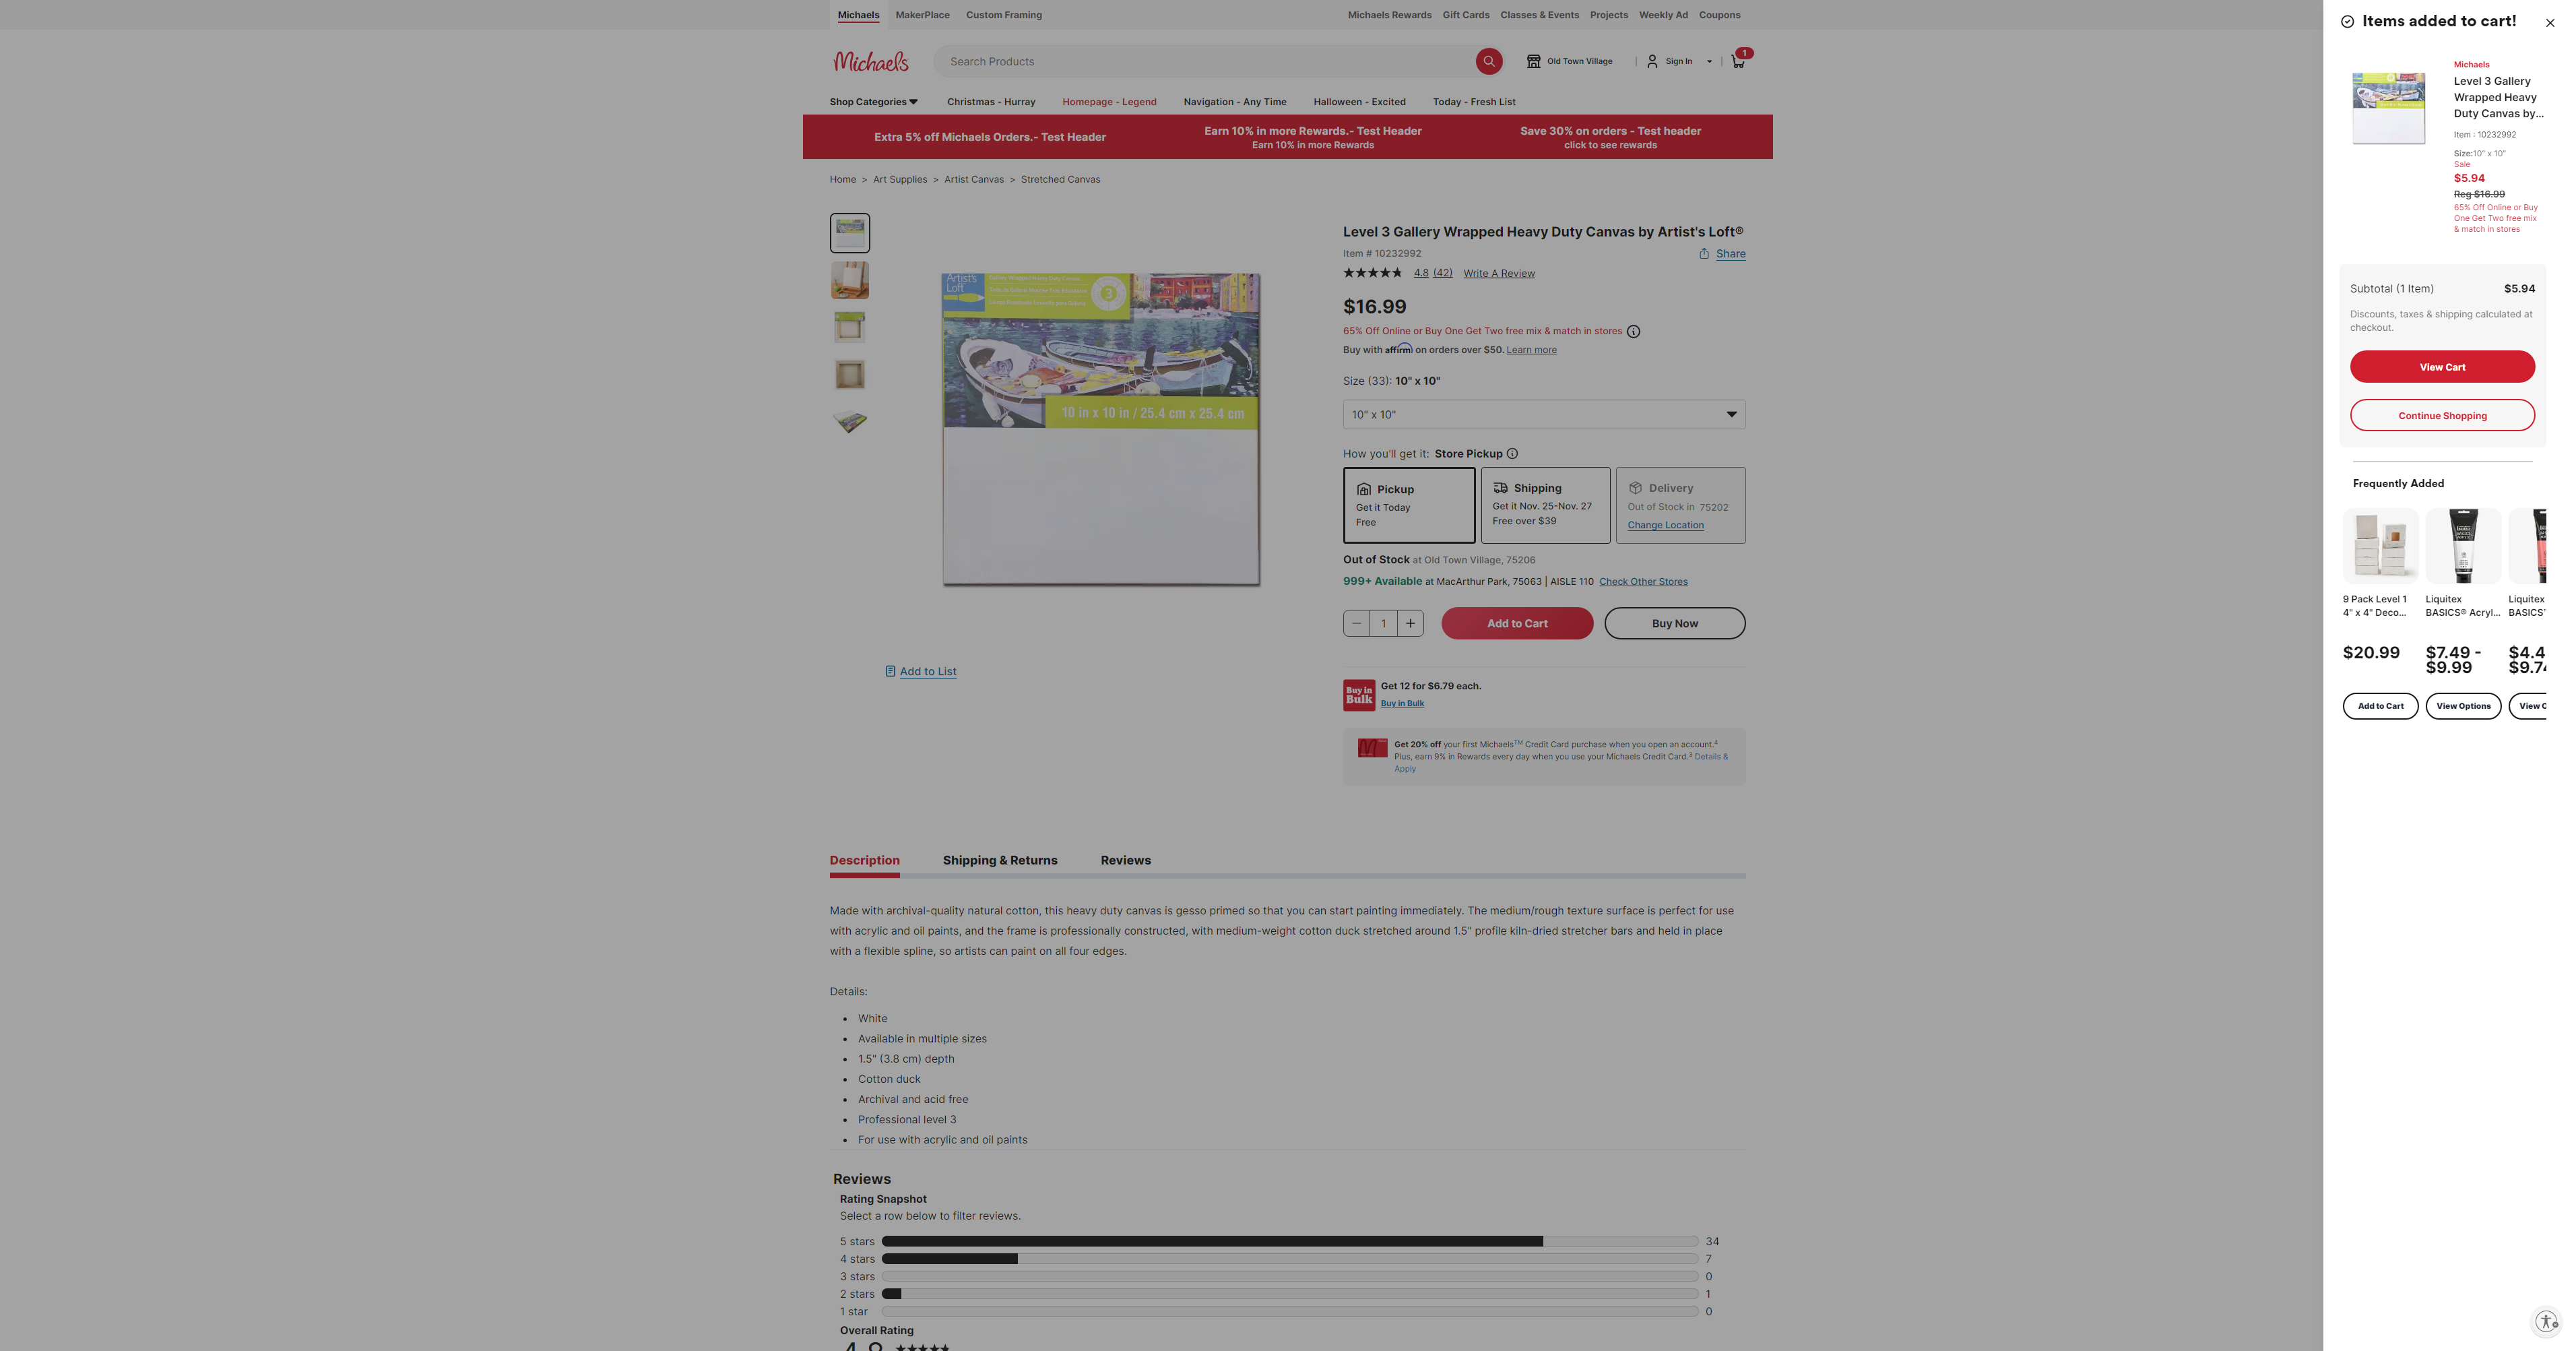 Michaels
MakerPlace
Custom Framing
Michaels Rewards
Gift Cards
Classes & Events
Projects
Weekly Ad
Coupons
Michaels
Search Products
Old Town Village
Sign In
1
Shop Categories
Christmas - Hurray
Homepage - Legend
Navigation - Any Time
Halloween - Excited
Today - Fresh List
Extra 5% off Michaels Orders.- Test Header
Earn 10% in more Rewards.- Test Header
Earn 10% in more Rewards
Save 30% on orders - Test header
click to see rewards
Home > Art Supplies > Artist Canvas > Stretched Canvas
Artist's
Loft
3
10 in x 10 in / 25.4 cm x 25.4 cm
Add to List
Level 3 Gallery Wrapped Heavy Duty Canvas by Artist's Loft®
Item # 10232992
Share
4.8 (42) Write A Review
$16.99
65% Off Online or Buy One Get Two free mix & match in stores
Buy with affirm on orders over $50. Learn more
Size (33): 10" x 10"
10" x 10"
How you'll get it: Store Pickup
Pickup
Get it Today
Free
Shipping
Get it Nov. 25-Nov. 27
Free over $39
Delivery
Out of Stock in 75202
Change Location
Out of Stock at Old Town Village, 75206
999+ Available at MacArthur Park, 75063 | AISLE 110 Check Other Stores
1
Add to Cart
Buy Now
Buy in
Bulk
Get 12 for $6.79 each.
Buy in Bulk
Get 20% off your first Michaels™ Credit Card purchase when you open an account.4
Plus, earn 9% in Rewards every day when you use your Michaels Credit Card.3 Details &
Apply
Description
Shipping & Returns
Reviews
Made with archival-quality natural cotton, this heavy duty canvas is gesso primed so that you can start painting immediately. The medium/rough texture surface is perfect for use
with acrylic and oil paints, and the frame is professionally constructed, with medium-weight cotton duck stretched around 1.5" profile kiln-dried stretcher bars and held in place
with a flexible spline, so artists can paint on all four edges.
Details:
• White
• Available in multiple sizes
• 1.5" (3.8 cm) depth
• Cotton duck
• Archival and acid free
• Professional level 3
• For use with acrylic and oil paints
Reviews
Rating Snapshot
Select a row below to filter reviews.
5 stars 34
4 stars 7
3 stars 0
2 stars 1
1 star 0
Overall Rating
Items added to cart!
Michaels
Level 3 Gallery
Wrapped Heavy
Duty Canvas by...
Item : 10232992
Size:10" x 10"
Sale
$5.94
Reg $16.99
65% Off Online or Buy
One Get Two free mix
& match in stores
Subtotal (1 Item) $5.94
Discounts, taxes & shipping calculated at
checkout.
View Cart
Continue Shopping
Frequently Added
9 Pack Level 1
4" x 4" Deco...
$20.99
Add to Cart
Liquitex
BASICS® Acryl...
$7.49 -
$9.99
View Options
Liquitex
BASICS
$4.4
$9.7
View